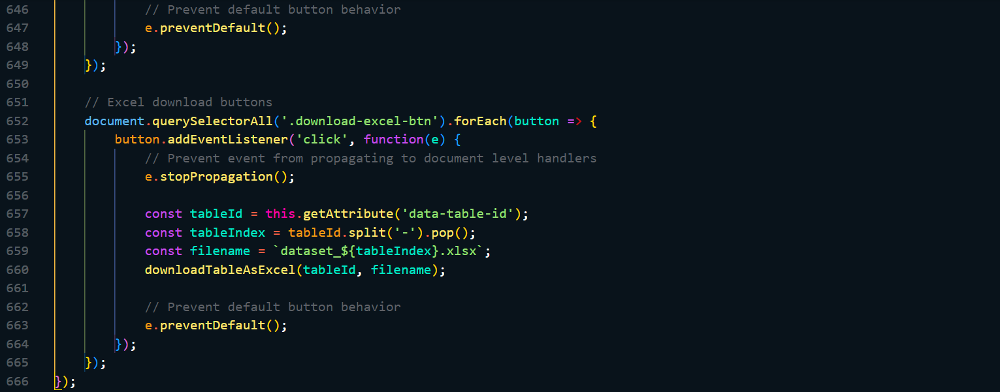 646 // Prevent default button behavior
647 e.preventDefault();
648 });
649 });
650
651 // Excel download buttons
652 document.querySelectorAll('.download-excel-btn').forEach(button => {
653 button.addEventListener('click', function(e) {
654 // Prevent event from propagating to document level handlers
655 e.stopPropagation();
656
657 const tableId = this.getAttribute('data-table-id');
658 const tableIndex = tableId.split('-').pop();
659 const filename = `dataset_${tableIndex}.xlsx`;
660 downloadTableAsExcel(tableId, filename);
661
662 // Prevent default button behavior
663 e.preventDefault();
664 });
665 });
666 });